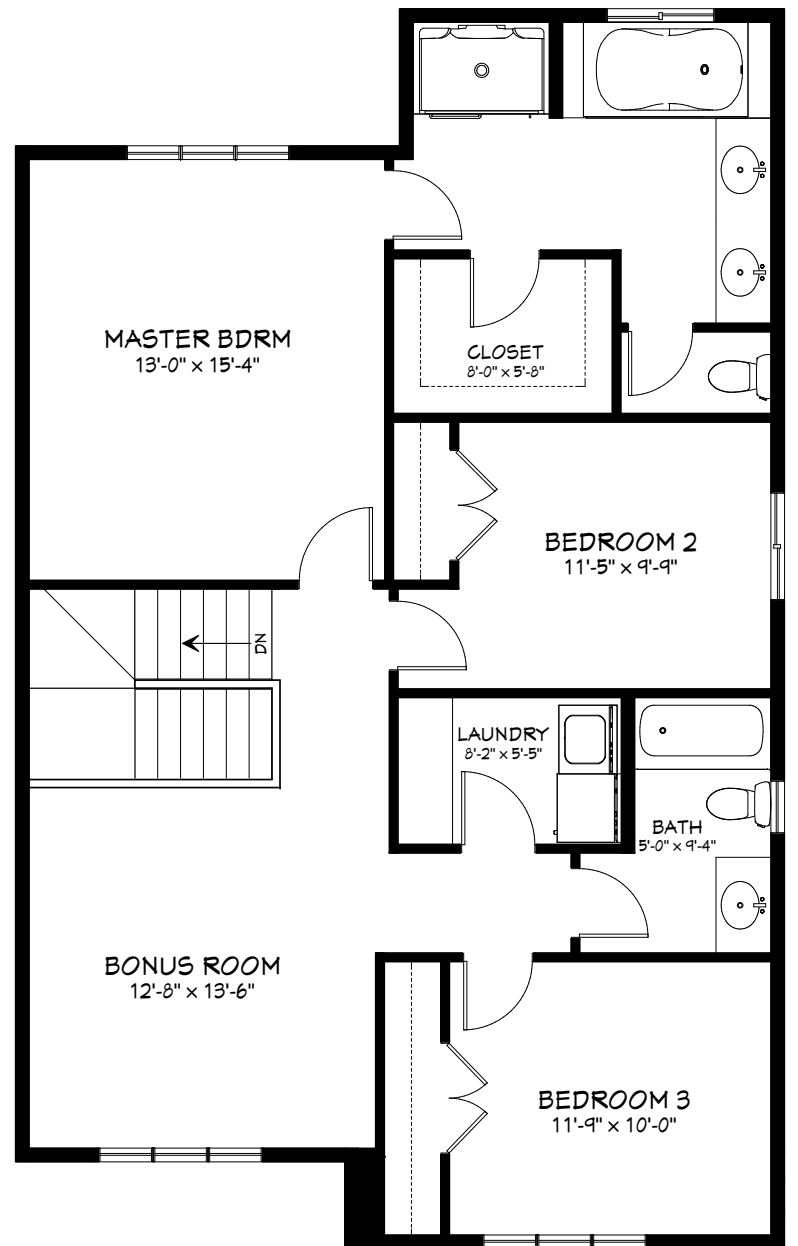 MASTER BDRM
13'-0" x 15'-4"
CLOSET
8'-0" x 5'-8"
BEDROOM 2
11'-5" x 9'-9"
DN
LAUNDRY
8'-2" x 5'-5"
BATH
5'-0" x 9'-4"
BONUS ROOM
12'-8" x 13'-6"
BEDROOM 3
11'-9" x 10'-0"